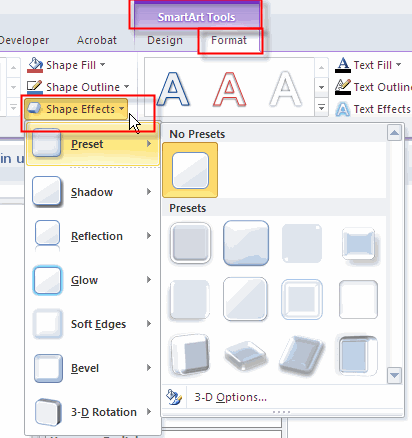 SmartArt Tools
Developer Acrobat Design Format
Shape Fill
Shape Outline
Shape Effects
A A A
Text Fill
Text Outline
Text Effects
in u
Preset
Shadow
Reflection
Glow
Soft Edges
Bevel
3-D Rotation
No Presets
Presets
3-D Options...